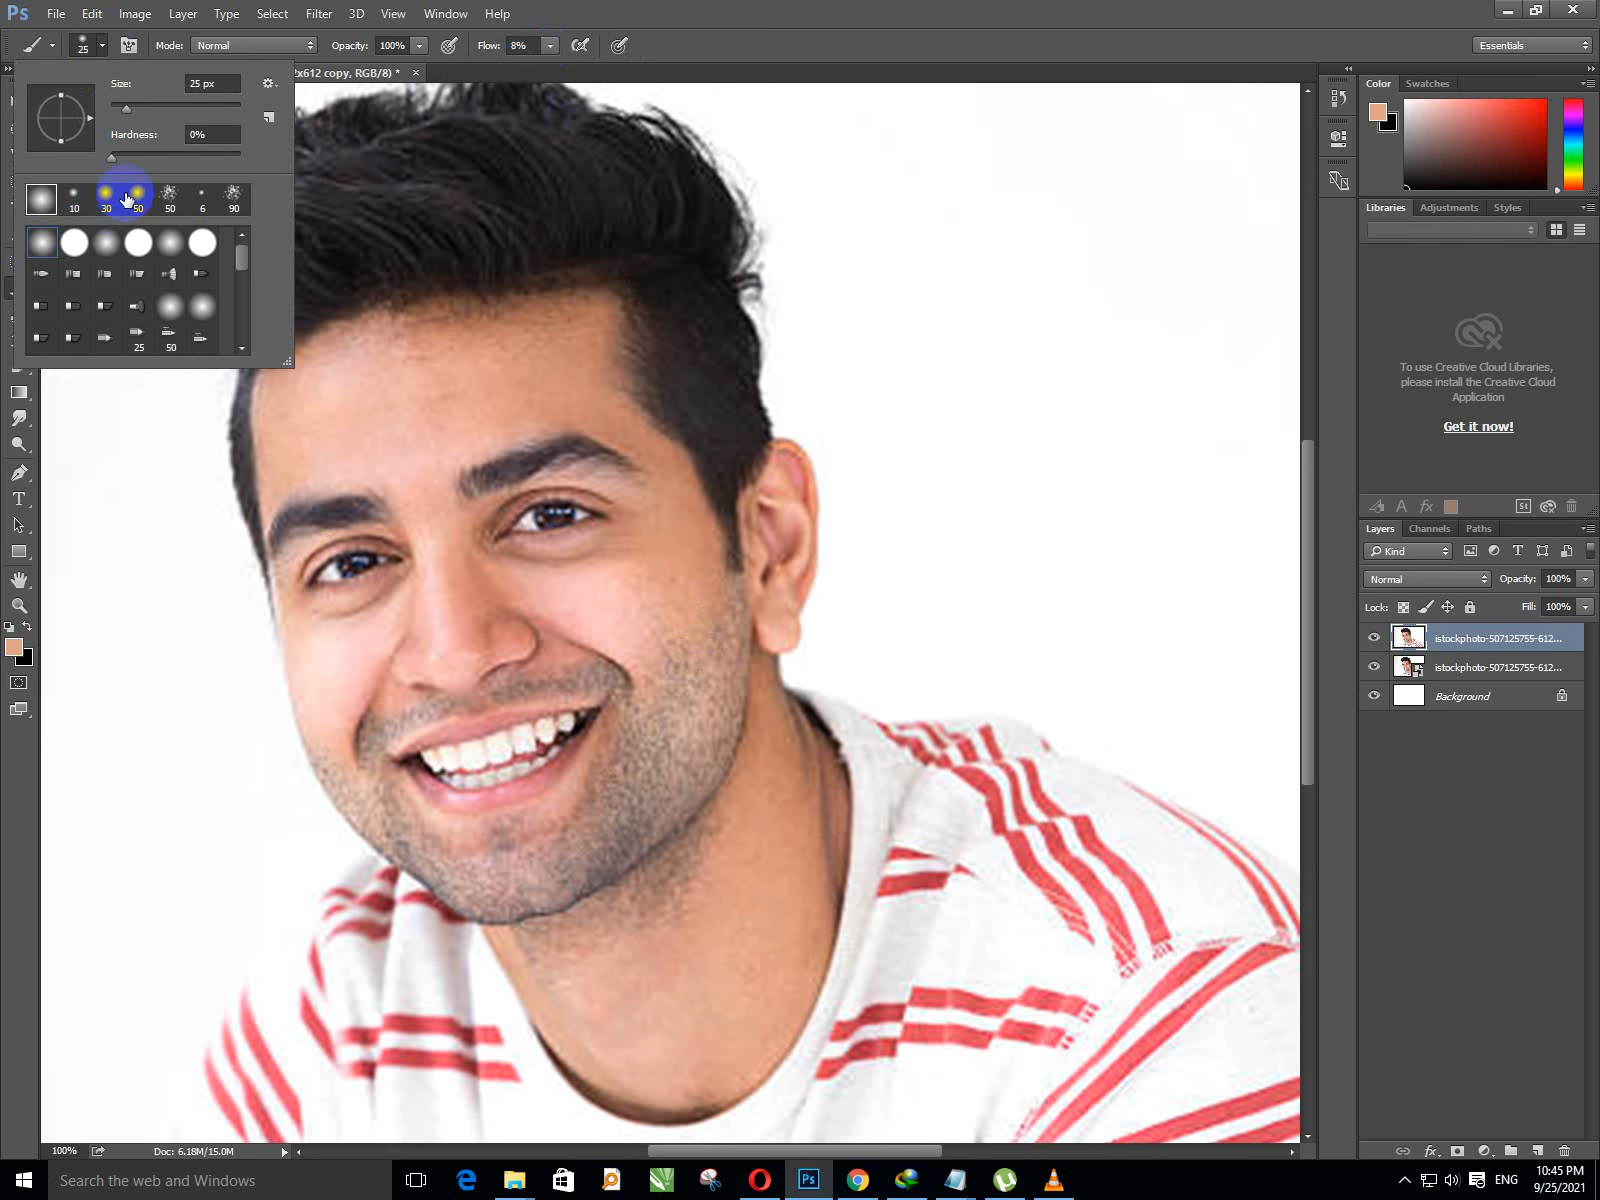 Ps File Edit Image Layer Type Select Filter 3D View Window Help
25 Mode: Normal Opacity: 100% Flow: 8% Essentials
2x612 copy, RGB/8) * ×
Size: 25 px
Hardness: 0%
10 30 50 50 6 90
25 50
Color Swatches
Libraries Adjustments Styles
To use Creative Cloud Libraries,
please install the Creative Cloud
Application
Get it now!
St
Layers Channels Paths
Kind
Normal Opacity: 100%
Lock: Fill: 100%
istockphoto-507125755-612...
istockphoto-507125755-612...
Background
100% Doc: 6.18M/15.0M
Search the web and Windows
ENG
10:45 PM
9/25/2021